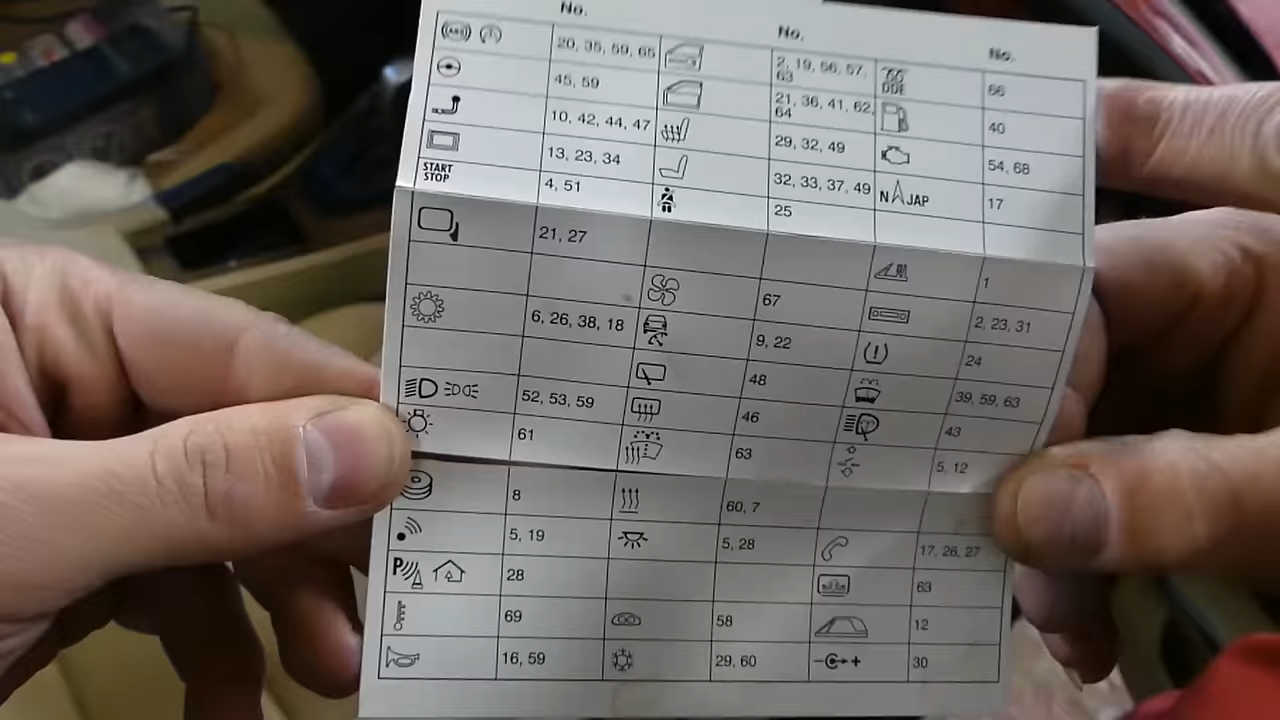 No. No. No.
ABS 20, 35, 59, 65 2, 19, 56, 57, 63 DDE 66
45, 59 21, 36, 41, 62, 64 40
10, 42, 44, 47 29, 32, 49 54, 68
13, 23, 34 32, 33, 37, 49 N JAP 17
START STOP 4, 51 25
21, 27 1
67 2, 23, 31
6, 26, 38, 18 9, 22 24
48 39, 59, 63
52, 53, 59 46 43
61 63 5, 12
8 60, 7
5, 19 5, 28 17, 26, 27
P 28 63
69 58 12
16, 59 29, 60 - + 30